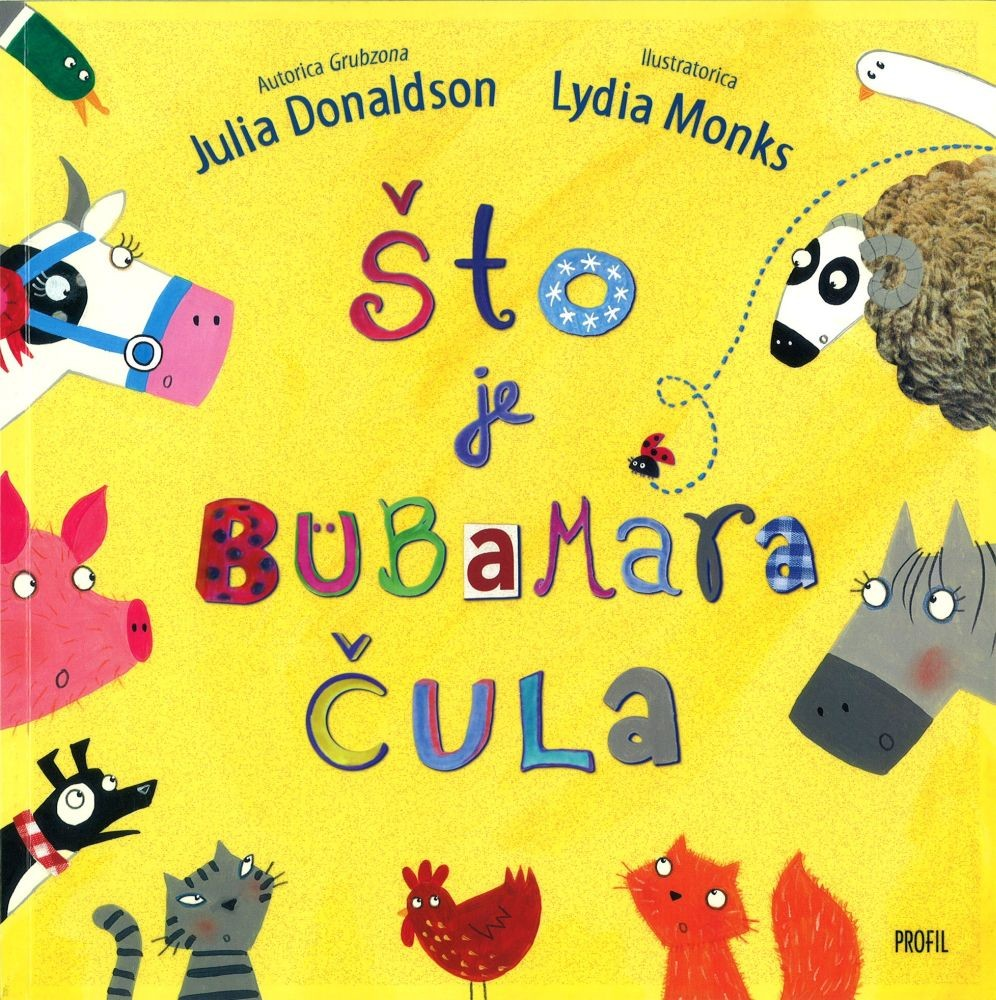 Autorica Grubzona
Julia Donaldson
Ilustratorica
Lydia Monks
Što
je
BUBaMara
ČULa
PROFIL